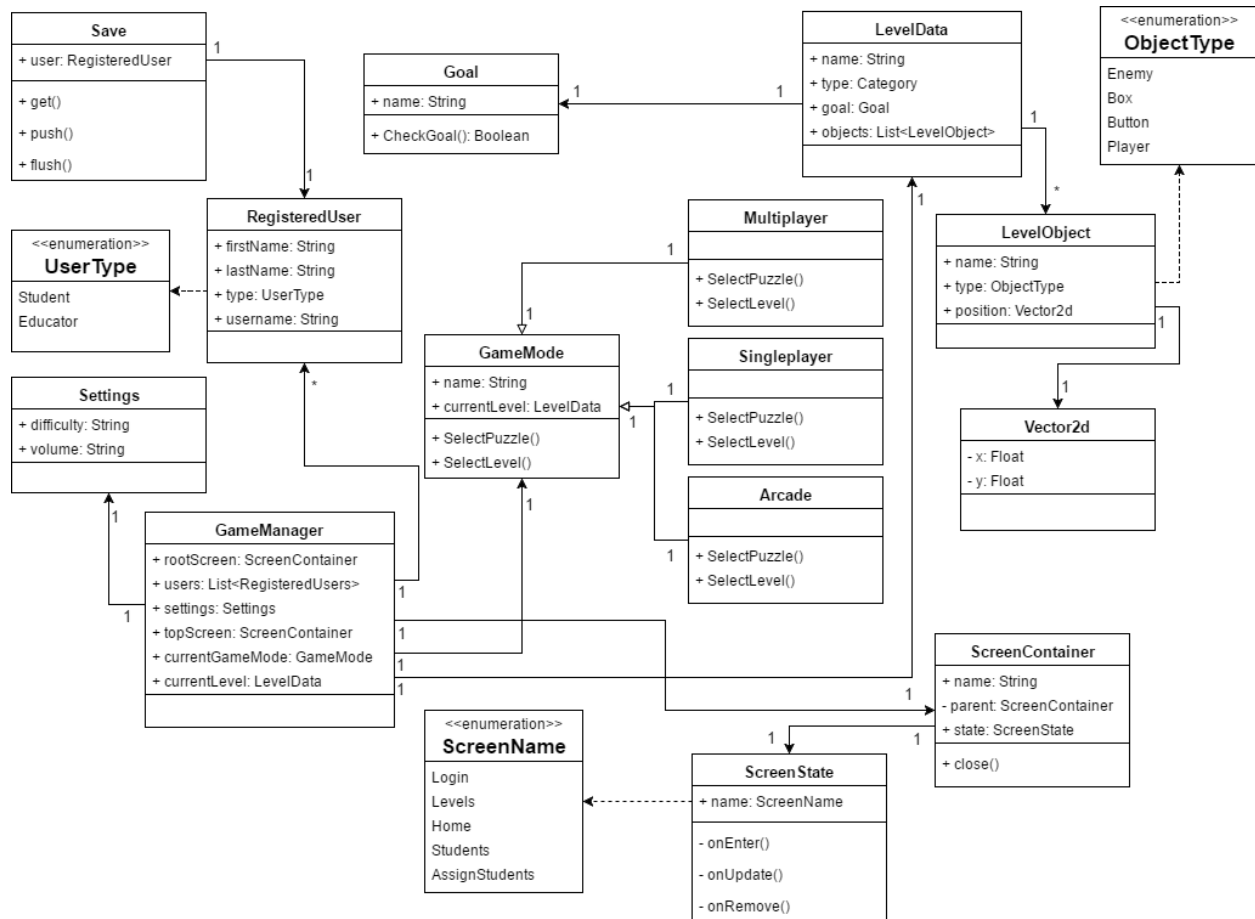 Save
+ user: RegisteredUser
+ get()
+ push()
+ flush()
1
1
Goal
+ name: String
+ CheckGoal(): Boolean
1
1
LevelData
+ name: String
+ type: Category
+ goal: Goal
+ objects: List<LevelObject>
1
*
1
<<enumeration>>
ObjectType
Enemy
Box
Button
Player
<<enumeration>>
UserType
Student
Educator
RegisteredUser
+ firstName: String
+ lastName: String
+ type: UserType
+ username: String
*
Multiplayer
+ SelectPuzzle()
+ SelectLevel()
1
1
LevelObject
+ name: String
+ type: ObjectType
+ position: Vector2d
1
1
GameMode
+ name: String
+ currentLevel: LevelData
+ SelectPuzzle()
+ SelectLevel()
1
1
Singleplayer
+ SelectPuzzle()
+ SelectLevel()
1
Arcade
+ SelectPuzzle()
+ SelectLevel()
1
Vector2d
- x: Float
- y: Float
Settings
+ difficulty: String
+ volume: String
1
1
GameManager
+ rootScreen: ScreenContainer
+ users: List<RegisteredUsers>
+ settings: Settings
+ topScreen: ScreenContainer
+ currentGameMode: GameMode
+ currentLevel: LevelData
1
1
1
1
ScreenContainer
+ name: String
- parent: ScreenContainer
+ state: ScreenState
+ close()
1
1
1
<<enumeration>>
ScreenName
Login
Levels
Home
Students
AssignStudents
ScreenState
+ name: ScreenName
- onEnter()
- onUpdate()
- onRemove()